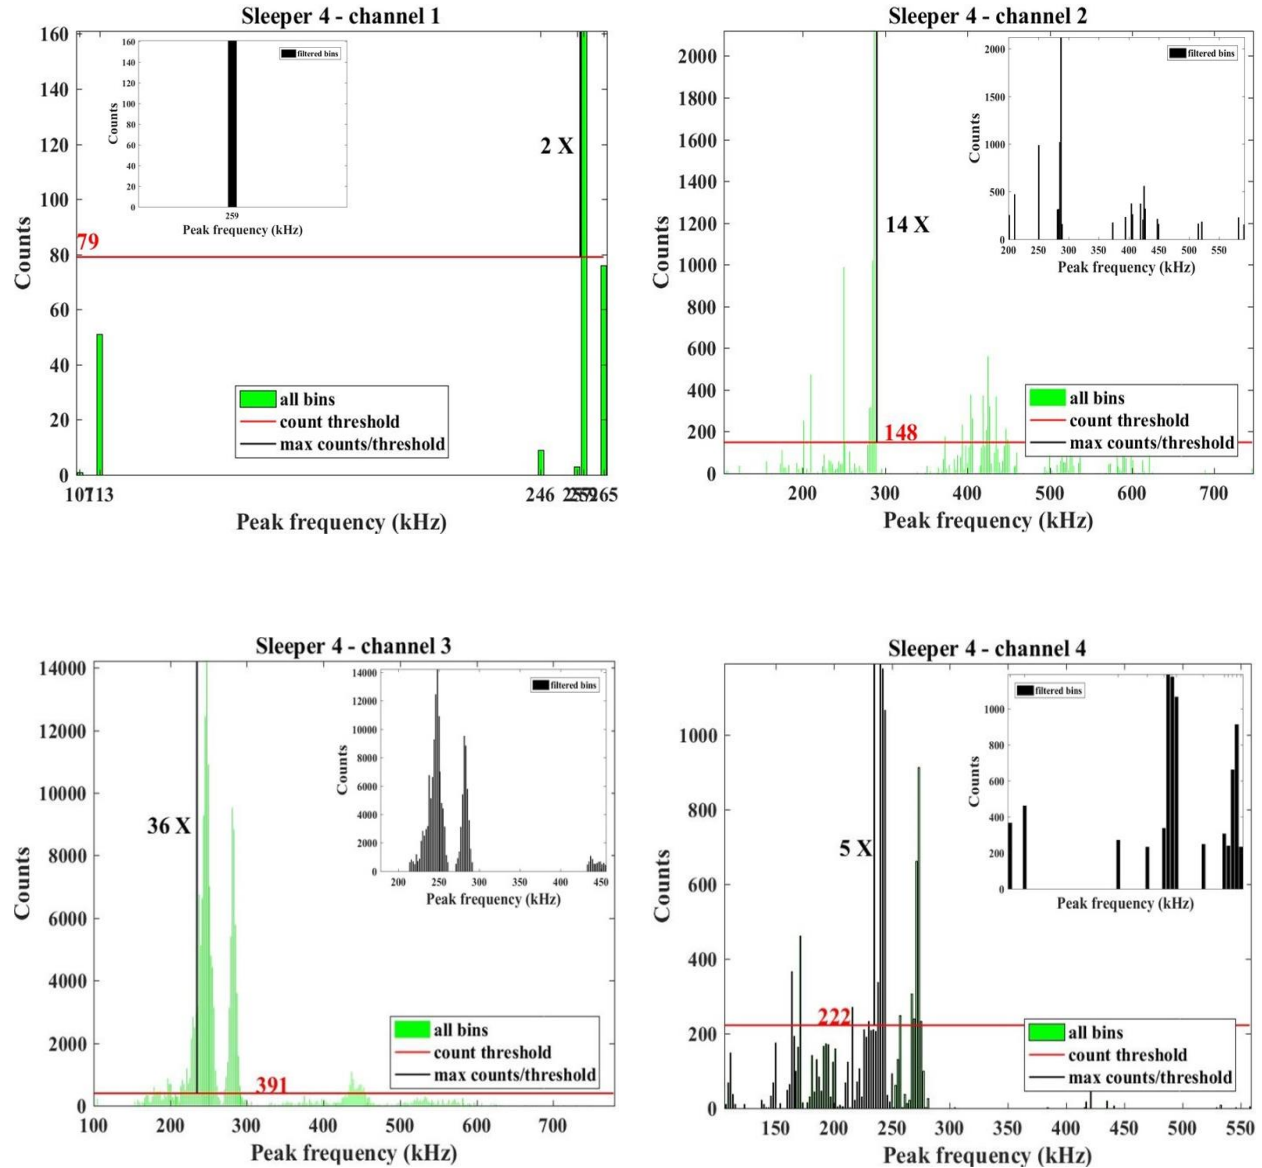 Sleeper 4 - channel 1
160
140
120
100
80
60
40
20
0
Counts
79
2 X
160
140
120
100
80
60
40
20
0
Counts
filtered bins
259
Peak frequency (kHz)
all bins
count threshold
max counts/threshold
107 113 246 259 265
Peak frequency (kHz)
Sleeper 4 - channel 2
2000
1800
1600
1400
1200
1000
800
600
400
200
0
Counts
14 X
148
2000
1500
1000
500
0
Counts
filtered bins
200 250 300 350 400 450 500 550
Peak frequency (kHz)
all bins
count threshold
max counts/threshold
200 300 400 500 600 700
Peak frequency (kHz)
Sleeper 4 - channel 3
14000
12000
10000
8000
6000
4000
2000
0
Counts
36 X
391
14000
12000
10000
8000
6000
4000
2000
0
Counts
filtered bins
200 250 300 350 400 450
Peak frequency (kHz)
all bins
count threshold
max counts/threshold
100 200 300 400 500 600 700
Peak frequency (kHz)
Sleeper 4 - channel 4
1000
800
600
400
200
0
Counts
5 X
222
1000
800
600
400
200
0
Counts
filtered bins
Peak frequency (kHz)
all bins
count threshold
max counts/threshold
150 200 250 300 350 400 450 500 550
Peak frequency (kHz)